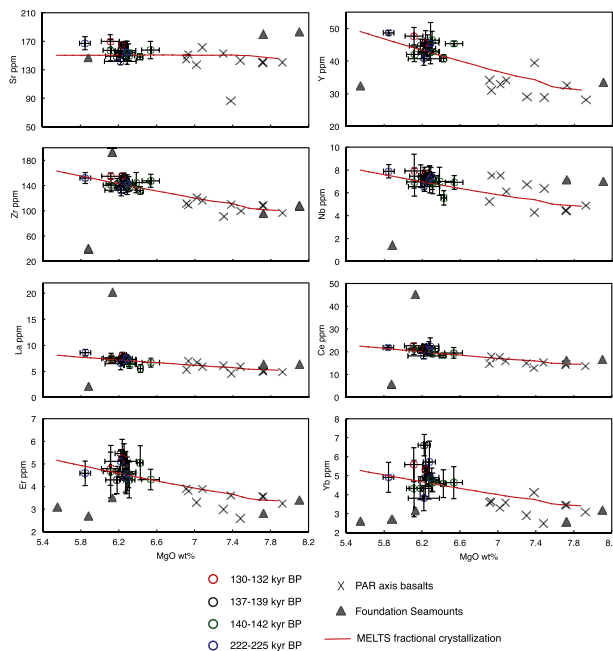 170
130
90
50
Sr ppm
50
40
30
20
Y ppm
180
140
100
60
20
Zr ppm
10
8
6
4
2
0
Nb ppm
20
15
10
5
0
La ppm
50
40
30
20
10
0
Ce ppm
7
6
5
4
3
2
Er ppm
5.4 5.8 6.2 6.6 7 7.4 7.8 8.2
MgO wt%
8
7
6
5
4
3
2
Yb ppm
5.4 5.8 6.2 6.6 7 7.4 7.8 8.
MgO wt%
130-132 kyr BP
137-139 kyr BP
140-142 kyr BP
222-225 kyr BP
PAR axis basalts
Foundation Seamounts
MELTS fractional crystallization